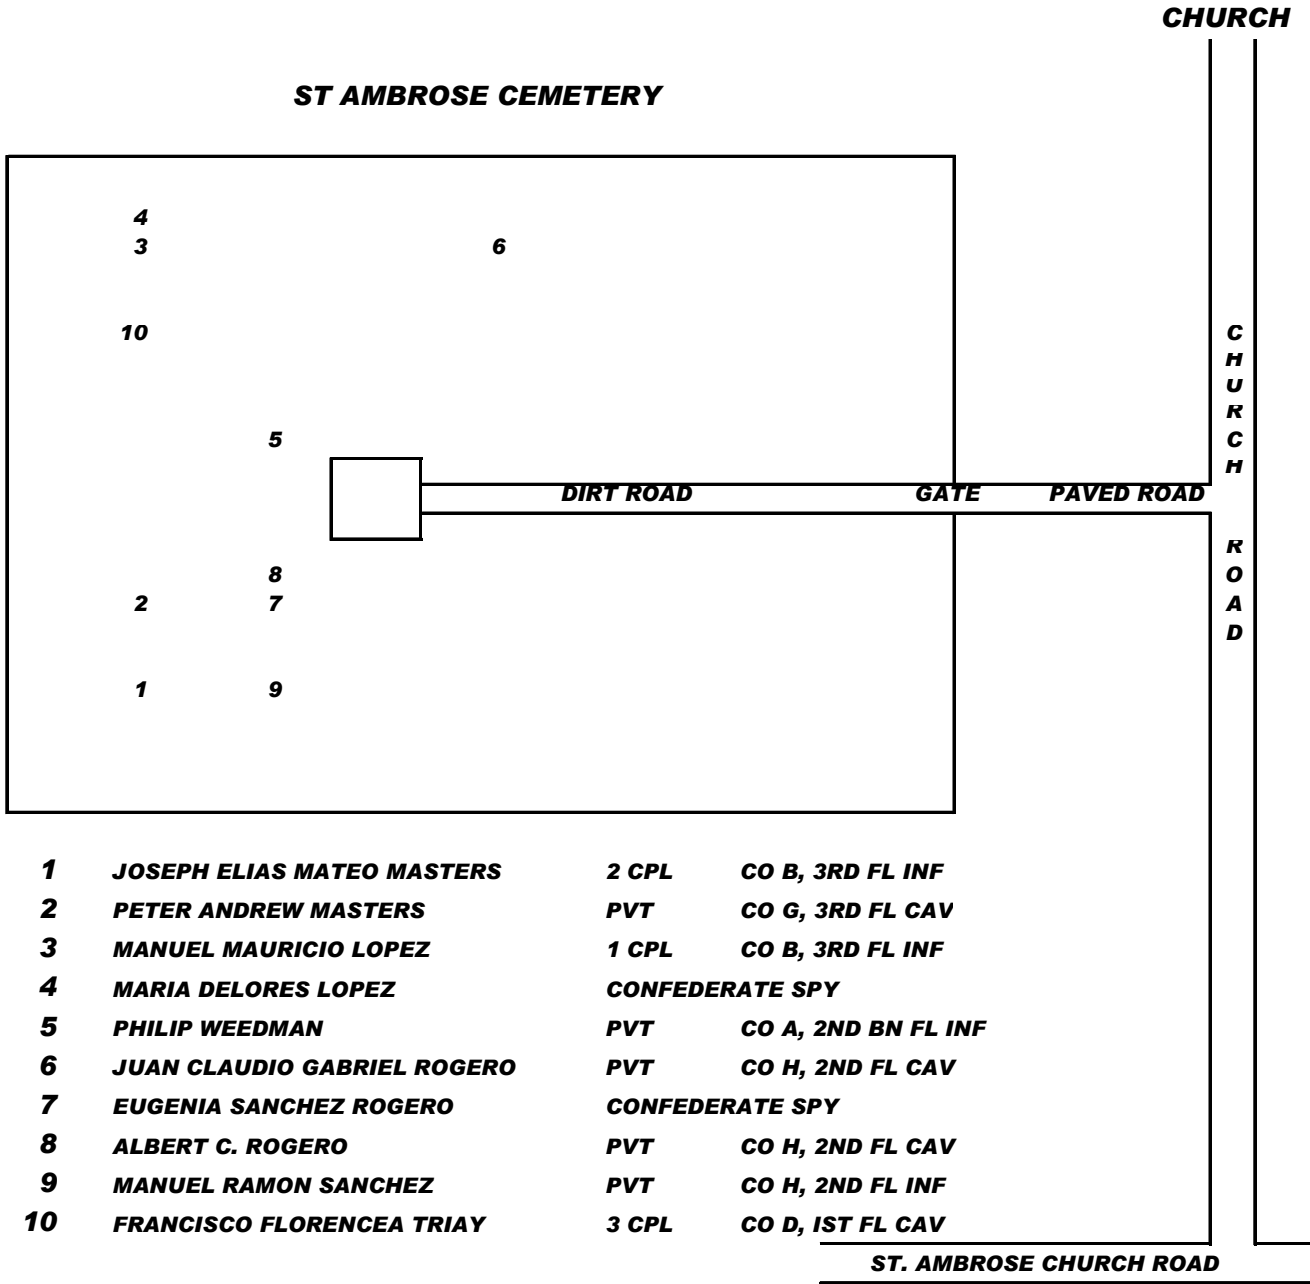 CHURCH
ST AMBROSE CEMETERY
4
3 6
10
5
CHURCH ROAD
DIRT ROAD GATE PAVED ROAD
8
2 7
1 9
1 JOSEPH ELIAS MATEO MASTERS 2 CPL CO B, 3RD FL INF
2 PETER ANDREW MASTERS PVT CO G, 3RD FL CAV
3 MANUEL MAURICIO LOPEZ 1 CPL CO B, 3RD FL INF
4 MARIA DELORES LOPEZ CONFEDERATE SPY
5 PHILIP WEEDMAN PVT CO A, 2ND BN FL INF
6 JUAN CLAUDIO GABRIEL ROGERO PVT CO H, 2ND FL CAV
7 EUGENIA SANCHEZ ROGERO CONFEDERATE SPY
8 ALBERT C. ROGERO PVT CO H, 2ND FL CAV
9 MANUEL RAMON SANCHEZ PVT CO H, 2ND FL INF
10 FRANCISCO FLORENCEA TRIAY 3 CPL CO D, IST FL CAV
ST. AMBROSE CHURCH ROAD